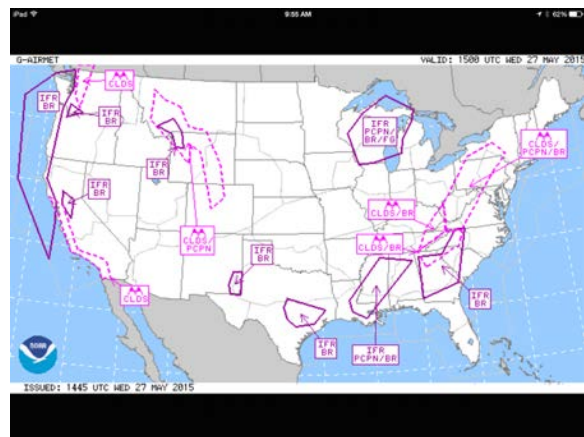 iPad
9:55 AM
62%
G-AIRMET
VALID: 1500 UTC WED 27 MAY 2015
CLDS
IFR
BR
IFR
BR
IFR
PCPN/
BR/FG
CLDS/
PCPN/BR
IFR
BR
IFR
BR
CLDS/BR
CLDS/
PCPN
CLDS/BR
IFR
BR
CLDS
IFR
BR
IFR
BR
IFR
PCPN/BR
NOAA
ISSUED: 1445 UTC WED 27 MAY 2015